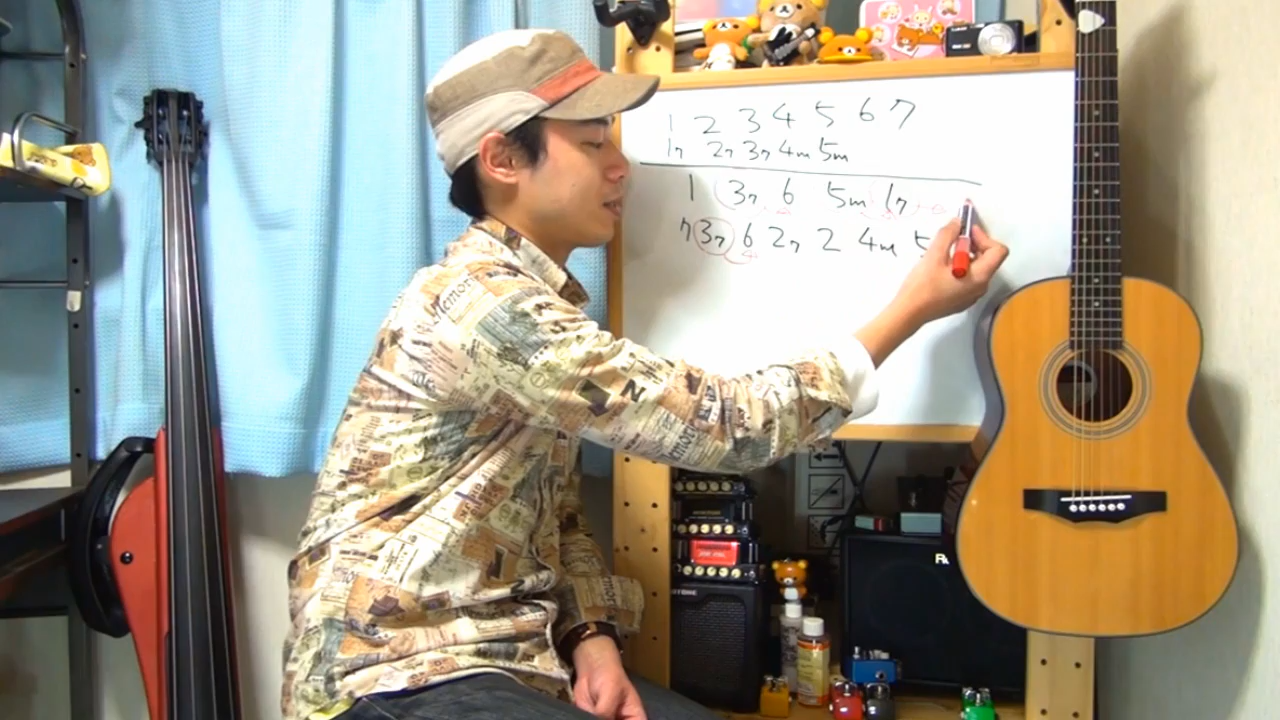 1 2 3 4 5 6 7
17 27 37 4m 5m
1 37 6 5m 17
7 37 6 27 2 4m 5